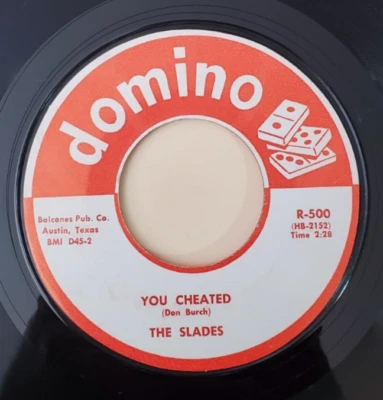 domino
Balcones Pub. Co.
Austin, Texas
BMI D45-2
R-500
(HB-2152)
Time 2:28
YOU CHEATED
(Don Burch)
THE SLADES